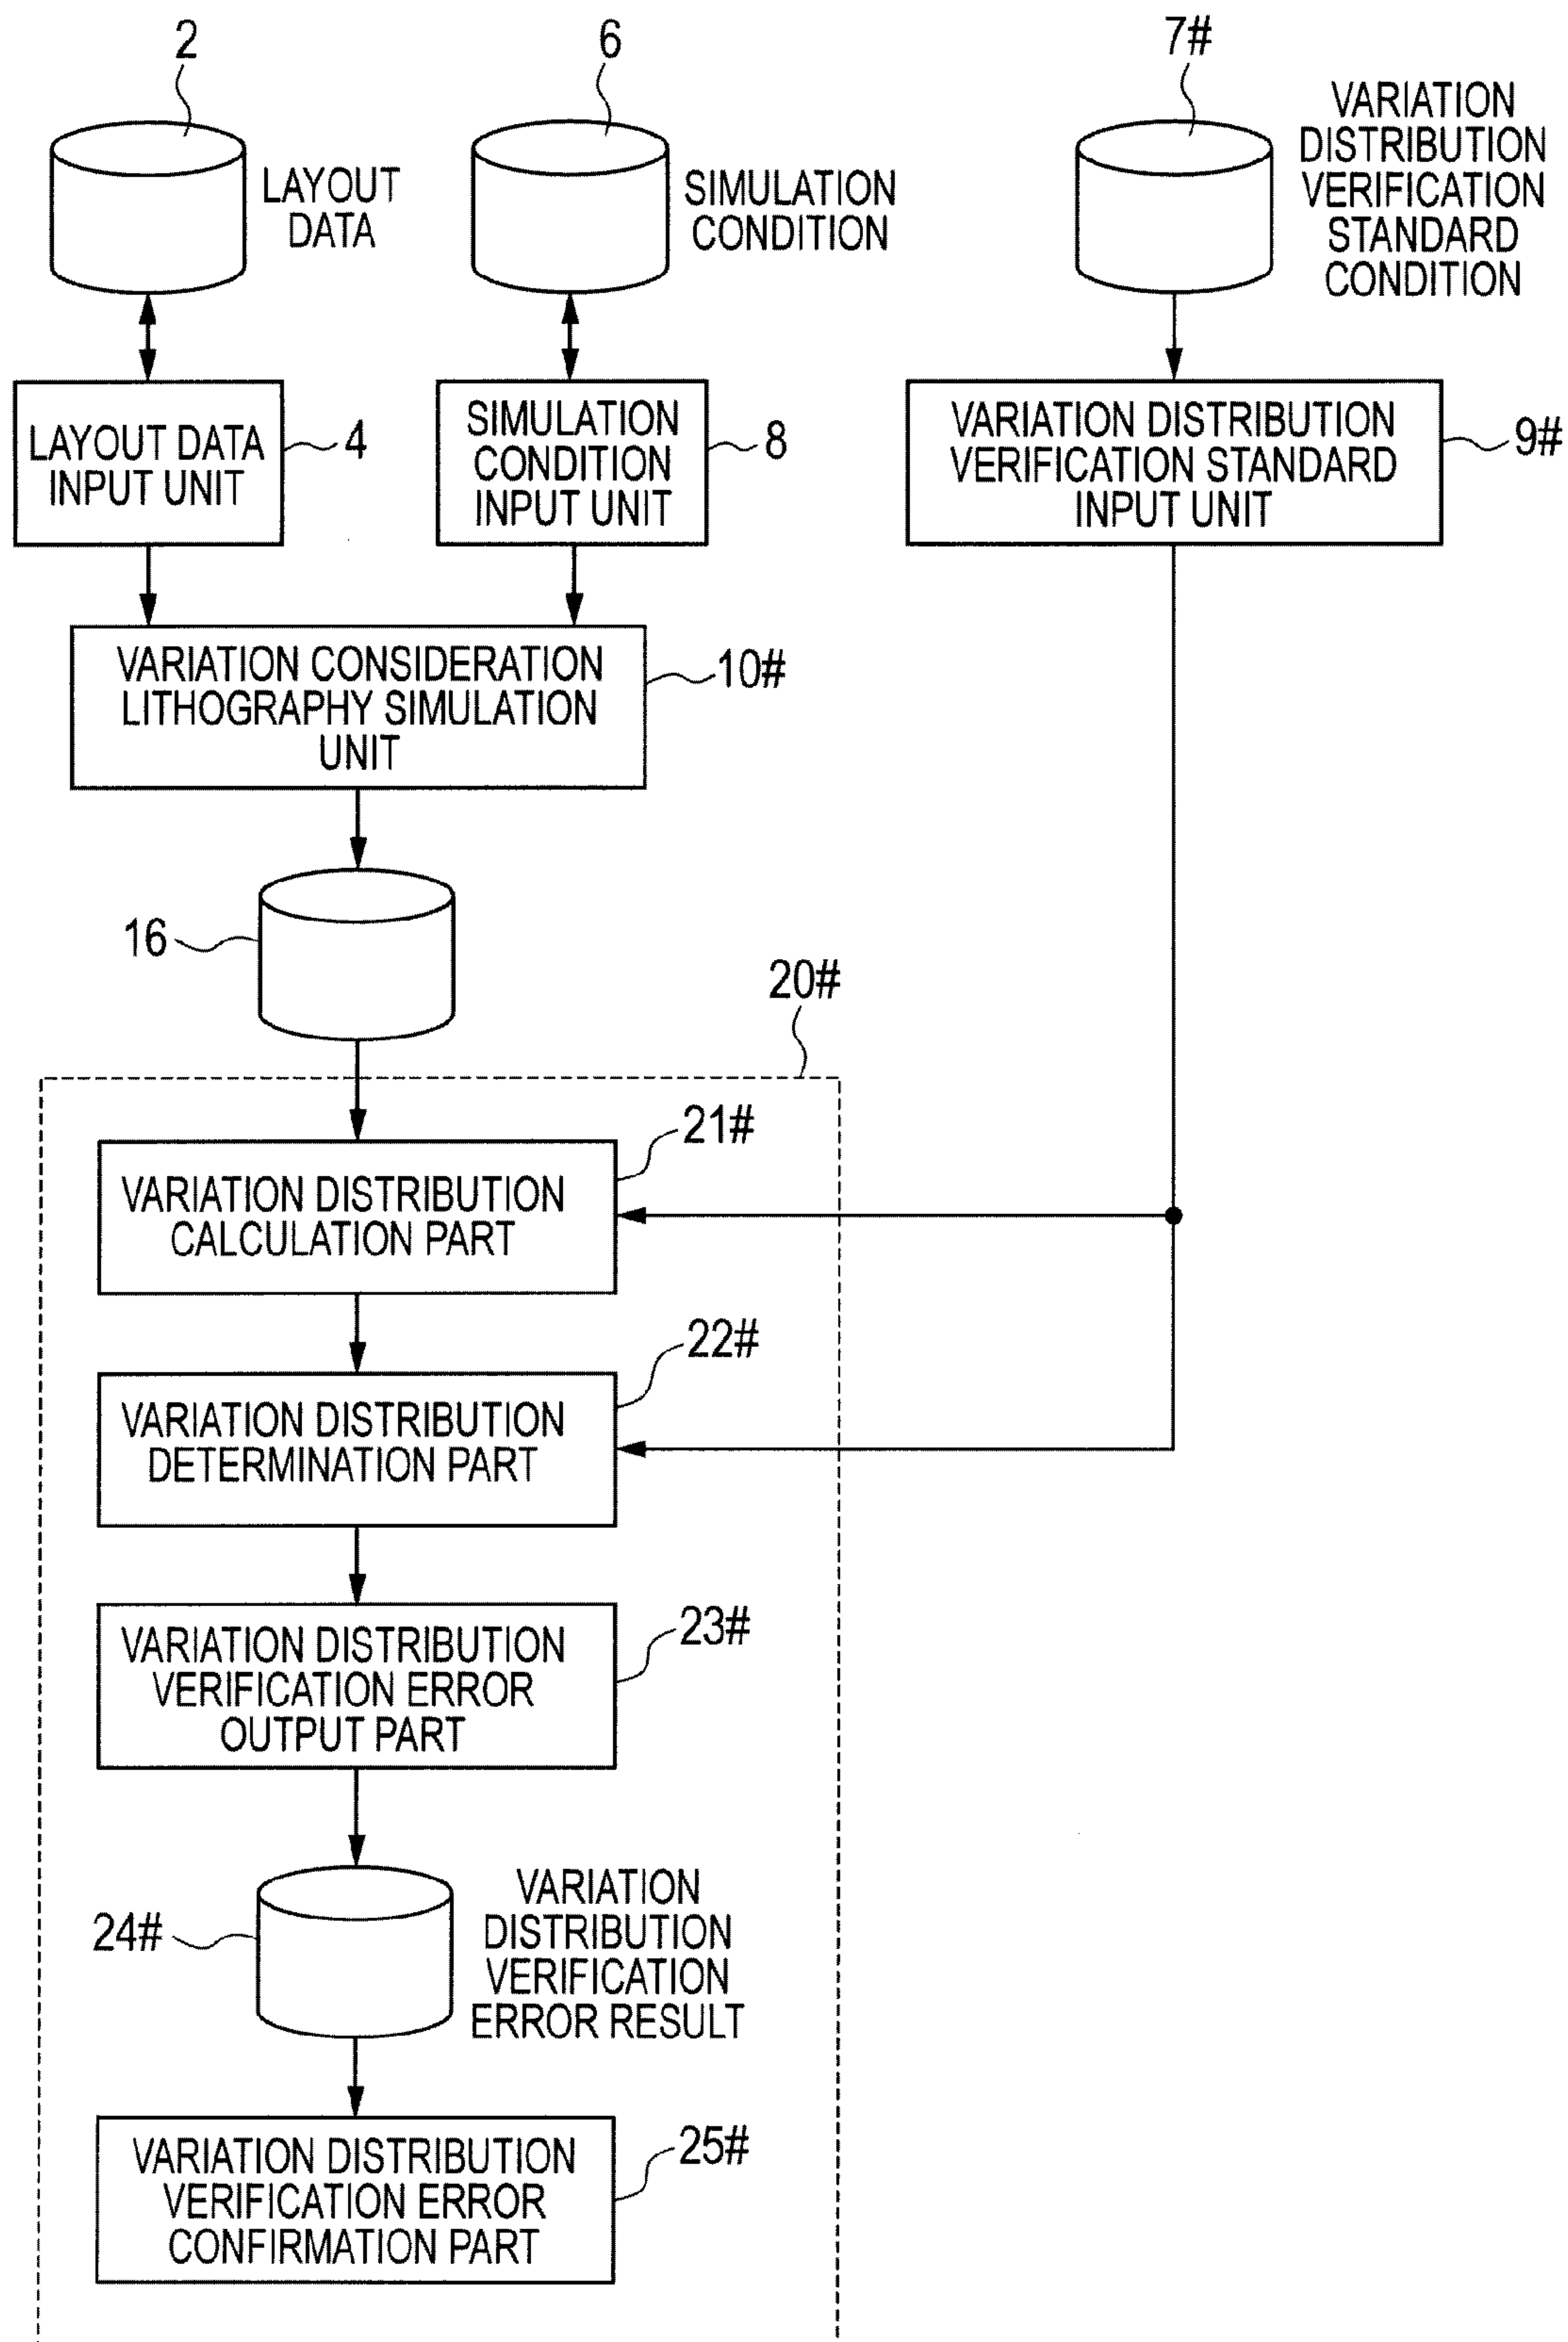 2
6
7#
LAYOUT
DATA
SIMULATION
CONDITION
VARIATION
DISTRIBUTION
VERIFICATION
STANDARD
CONDITION
LAYOUT DATA
INPUT UNIT
4
SIMULATION
CONDITION
INPUT UNIT
8
VARIATION DISTRIBUTION
VERIFICATION STANDARD
INPUT UNIT
9#
VARIATION CONSIDERATION
LITHOGRAPHY SIMULATION
UNIT
10#
16
20#
VARIATION DISTRIBUTION
CALCULATION PART
21#
VARIATION DISTRIBUTION
DETERMINATION PART
22#
VARIATION DISTRIBUTION
VERIFICATION ERROR
OUTPUT PART
23#
24#
VARIATION
DISTRIBUTION
VERIFICATION
ERROR RESULT
VARIATION DISTRIBUTION
VERIFICATION ERROR
CONFIRMATION PART
25#